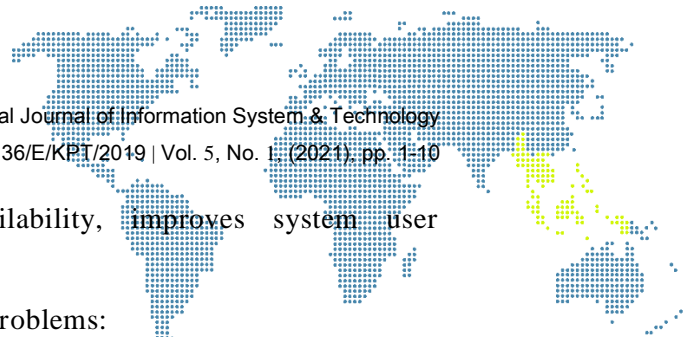 al Journal of Information System & Technology
36/E/KPT/2019 | Vol. 5, No. 1, (2021), pp. 1-10
ilability, improves system user
roblems: